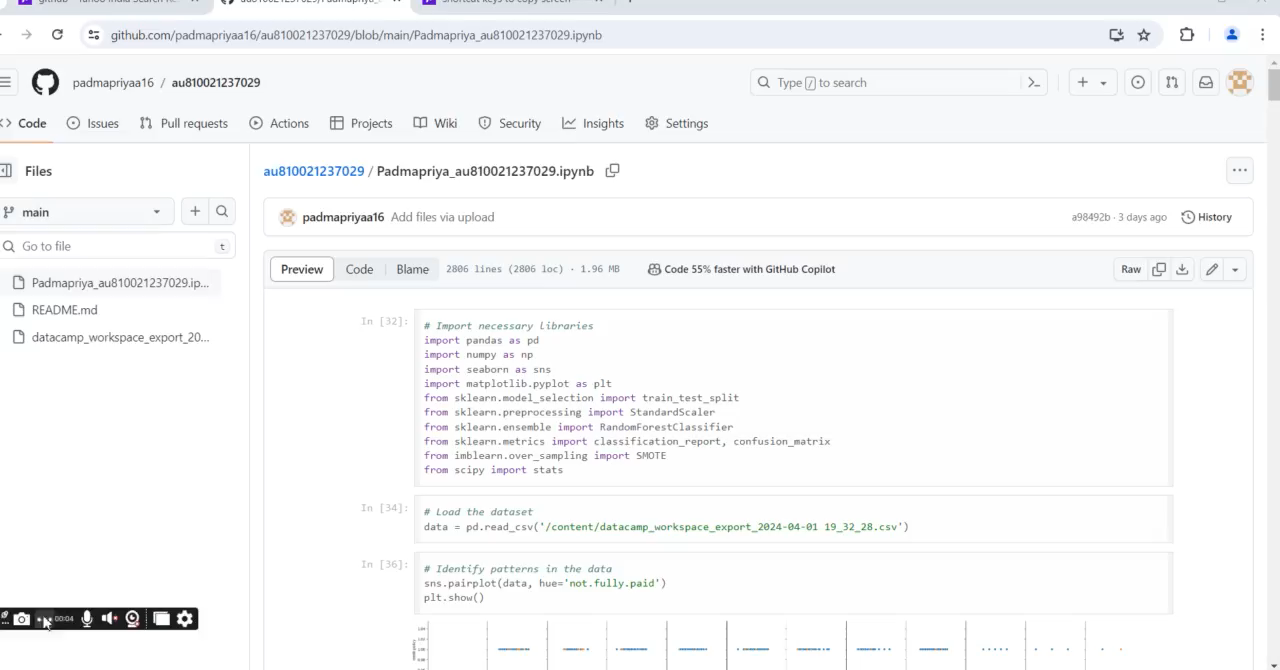 github.com/padmapriyaa16/au810021237029/blob/main/Padmapriya_au810021237029.ipynb
padmapriyaa16 / au810021237029
Type / to search
Code Issues Pull requests Actions Projects Wiki Security Insights Settings
Files
au810021237029 / Padmapriya_au810021237029.ipynb
main
padmapriyaa16 Add files via upload a98492b · 3 days ago History
Go to file t
Preview Code Blame 2806 lines (2806 loc) · 1.96 MB Code 55% faster with GitHub Copilot Raw
Padmapriya_au810021237029.ip...
README.md
datacamp_workspace_export_20...
In [32]:
# Import necessary libraries
import pandas as pd
import numpy as np
import seaborn as sns
import matplotlib.pyplot as plt
from sklearn.model_selection import train_test_split
from sklearn.preprocessing import StandardScaler
from sklearn.ensemble import RandomForestClassifier
from sklearn.metrics import classification_report, confusion_matrix
from imblearn.over_sampling import SMOTE
from scipy import stats
In [34]:
# Load the dataset
data = pd.read_csv('/content/datacamp_workspace_export_2024-04-01 19_32_28.csv')
In [36]:
# Identify patterns in the data
sns.pairplot(data, hue='not.fully.paid')
plt.show()
00:04